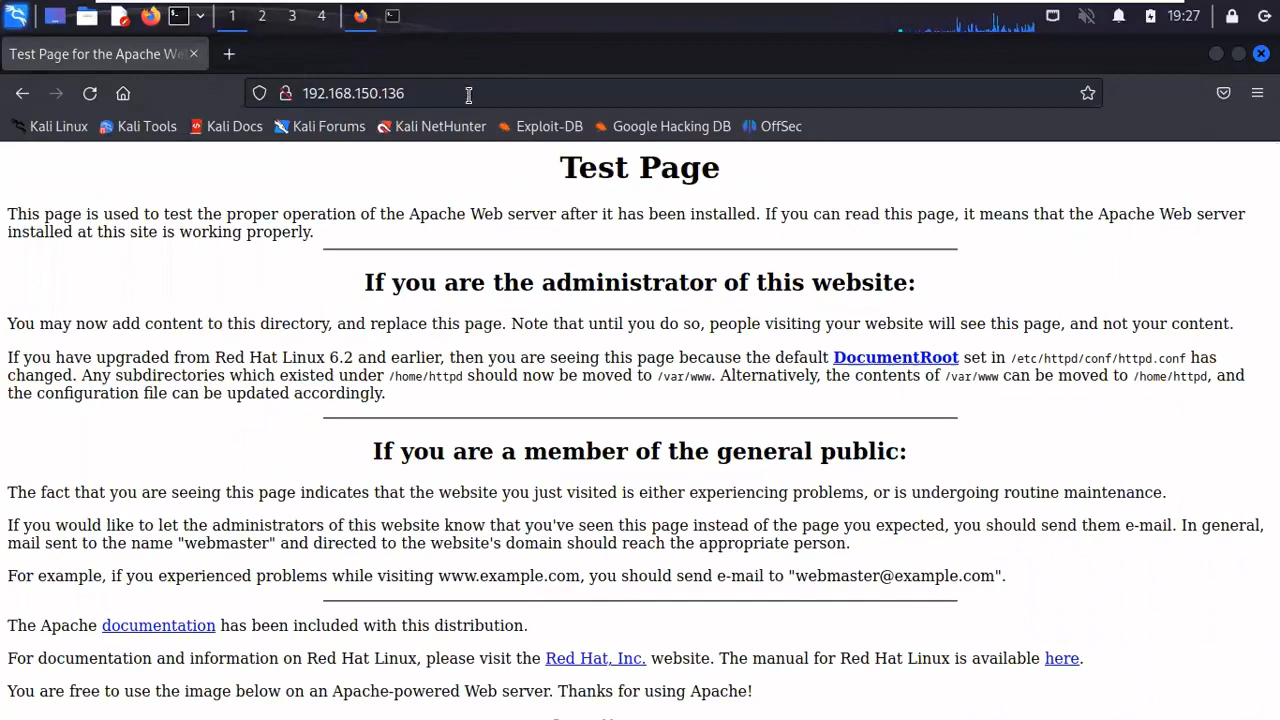 1 2 3 4 19:27
Test Page for the Apache We
192.168.150.136
Kali Linux Kali Tools Kali Docs Kali Forums Kali NetHunter Exploit-DB Google Hacking DB OffSec
Test Page
This page is used to test the proper operation of the Apache Web server after it has been installed. If you can read this page, it means that the Apache Web server
installed at this site is working properly.
If you are the administrator of this website:
You may now add content to this directory, and replace this page. Note that until you do so, people visiting your website will see this page, and not your content.
If you have upgraded from Red Hat Linux 6.2 and earlier, then you are seeing this page because the default DocumentRoot set in /etc/httpd/conf/httpd.conf has
changed. Any subdirectories which existed under /home/httpd should now be moved to /var/www. Alternatively, the contents of /var/www can be moved to /home/httpd, and
the configuration file can be updated accordingly.
If you are a member of the general public:
The fact that you are seeing this page indicates that the website you just visited is either experiencing problems, or is undergoing routine maintenance.
If you would like to let the administrators of this website know that you've seen this page instead of the page you expected, you should send them e-mail. In general,
mail sent to the name "webmaster" and directed to the website's domain should reach the appropriate person.
For example, if you experienced problems while visiting www.example.com, you should send e-mail to "webmaster@example.com".
The Apache documentation has been included with this distribution.
For documentation and information on Red Hat Linux, please visit the Red Hat, Inc. website. The manual for Red Hat Linux is available here.
You are free to use the image below on an Apache-powered Web server. Thanks for using Apache!